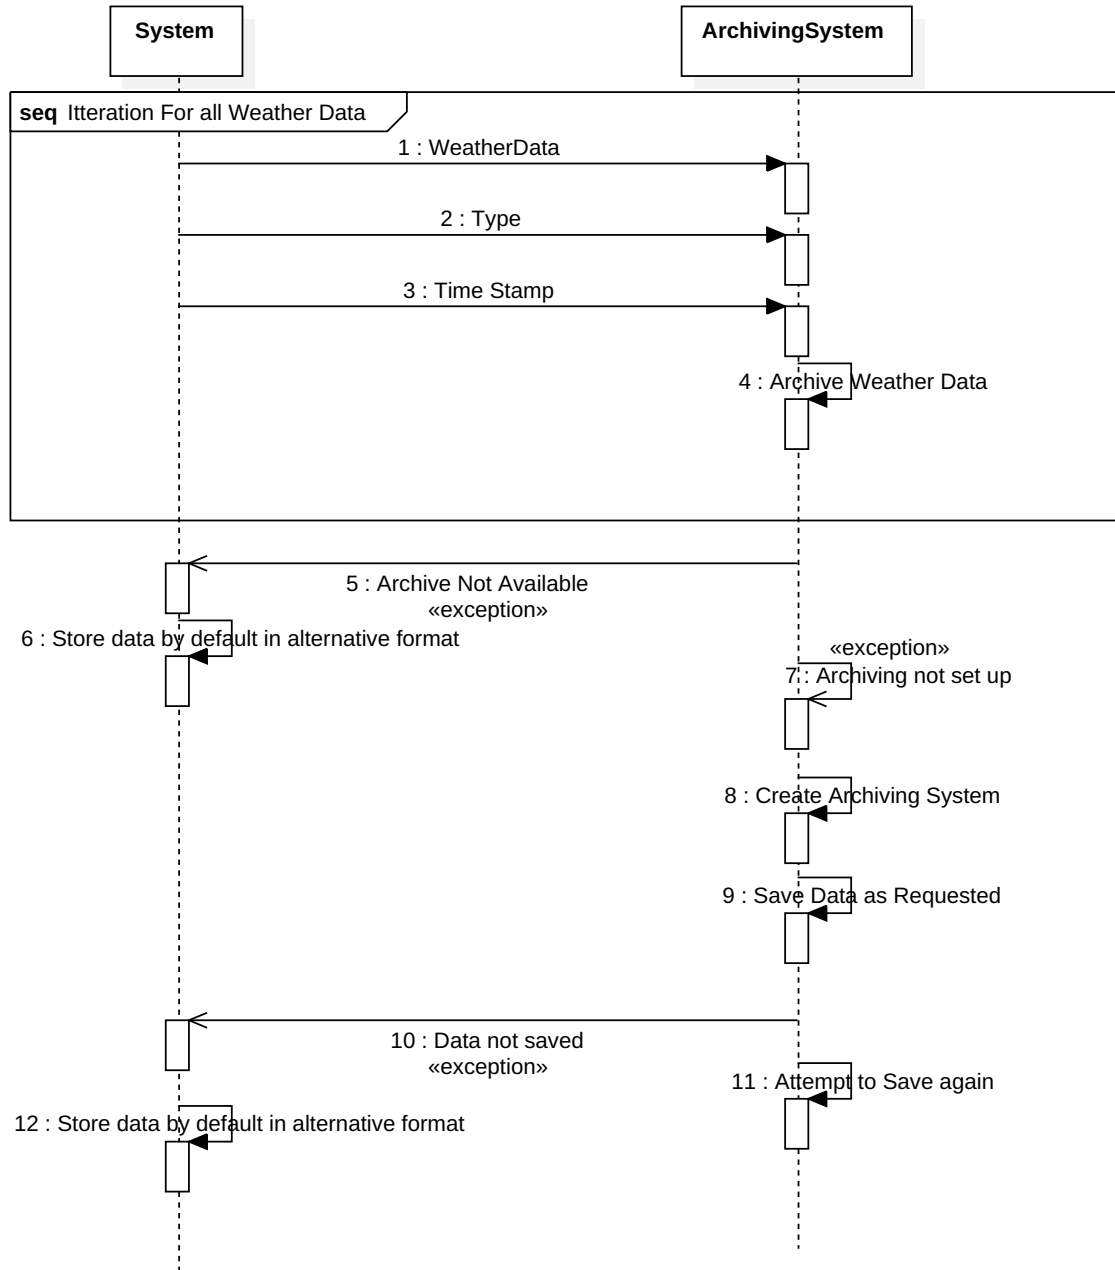 System
ArchivingSystem
seq Itteration For all Weather Data
1 : WeatherData
2 : Type
3 : Time Stamp
4 : Archive Weather Data
5 : Archive Not Available
«exception»
6 : Store data by default in alternative format
«exception»
7 : Archiving not set up
8 : Create Archiving System
9 : Save Data as Requested
10 : Data not saved
«exception»
11 : Attempt to Save again
12 : Store data by default in alternative format